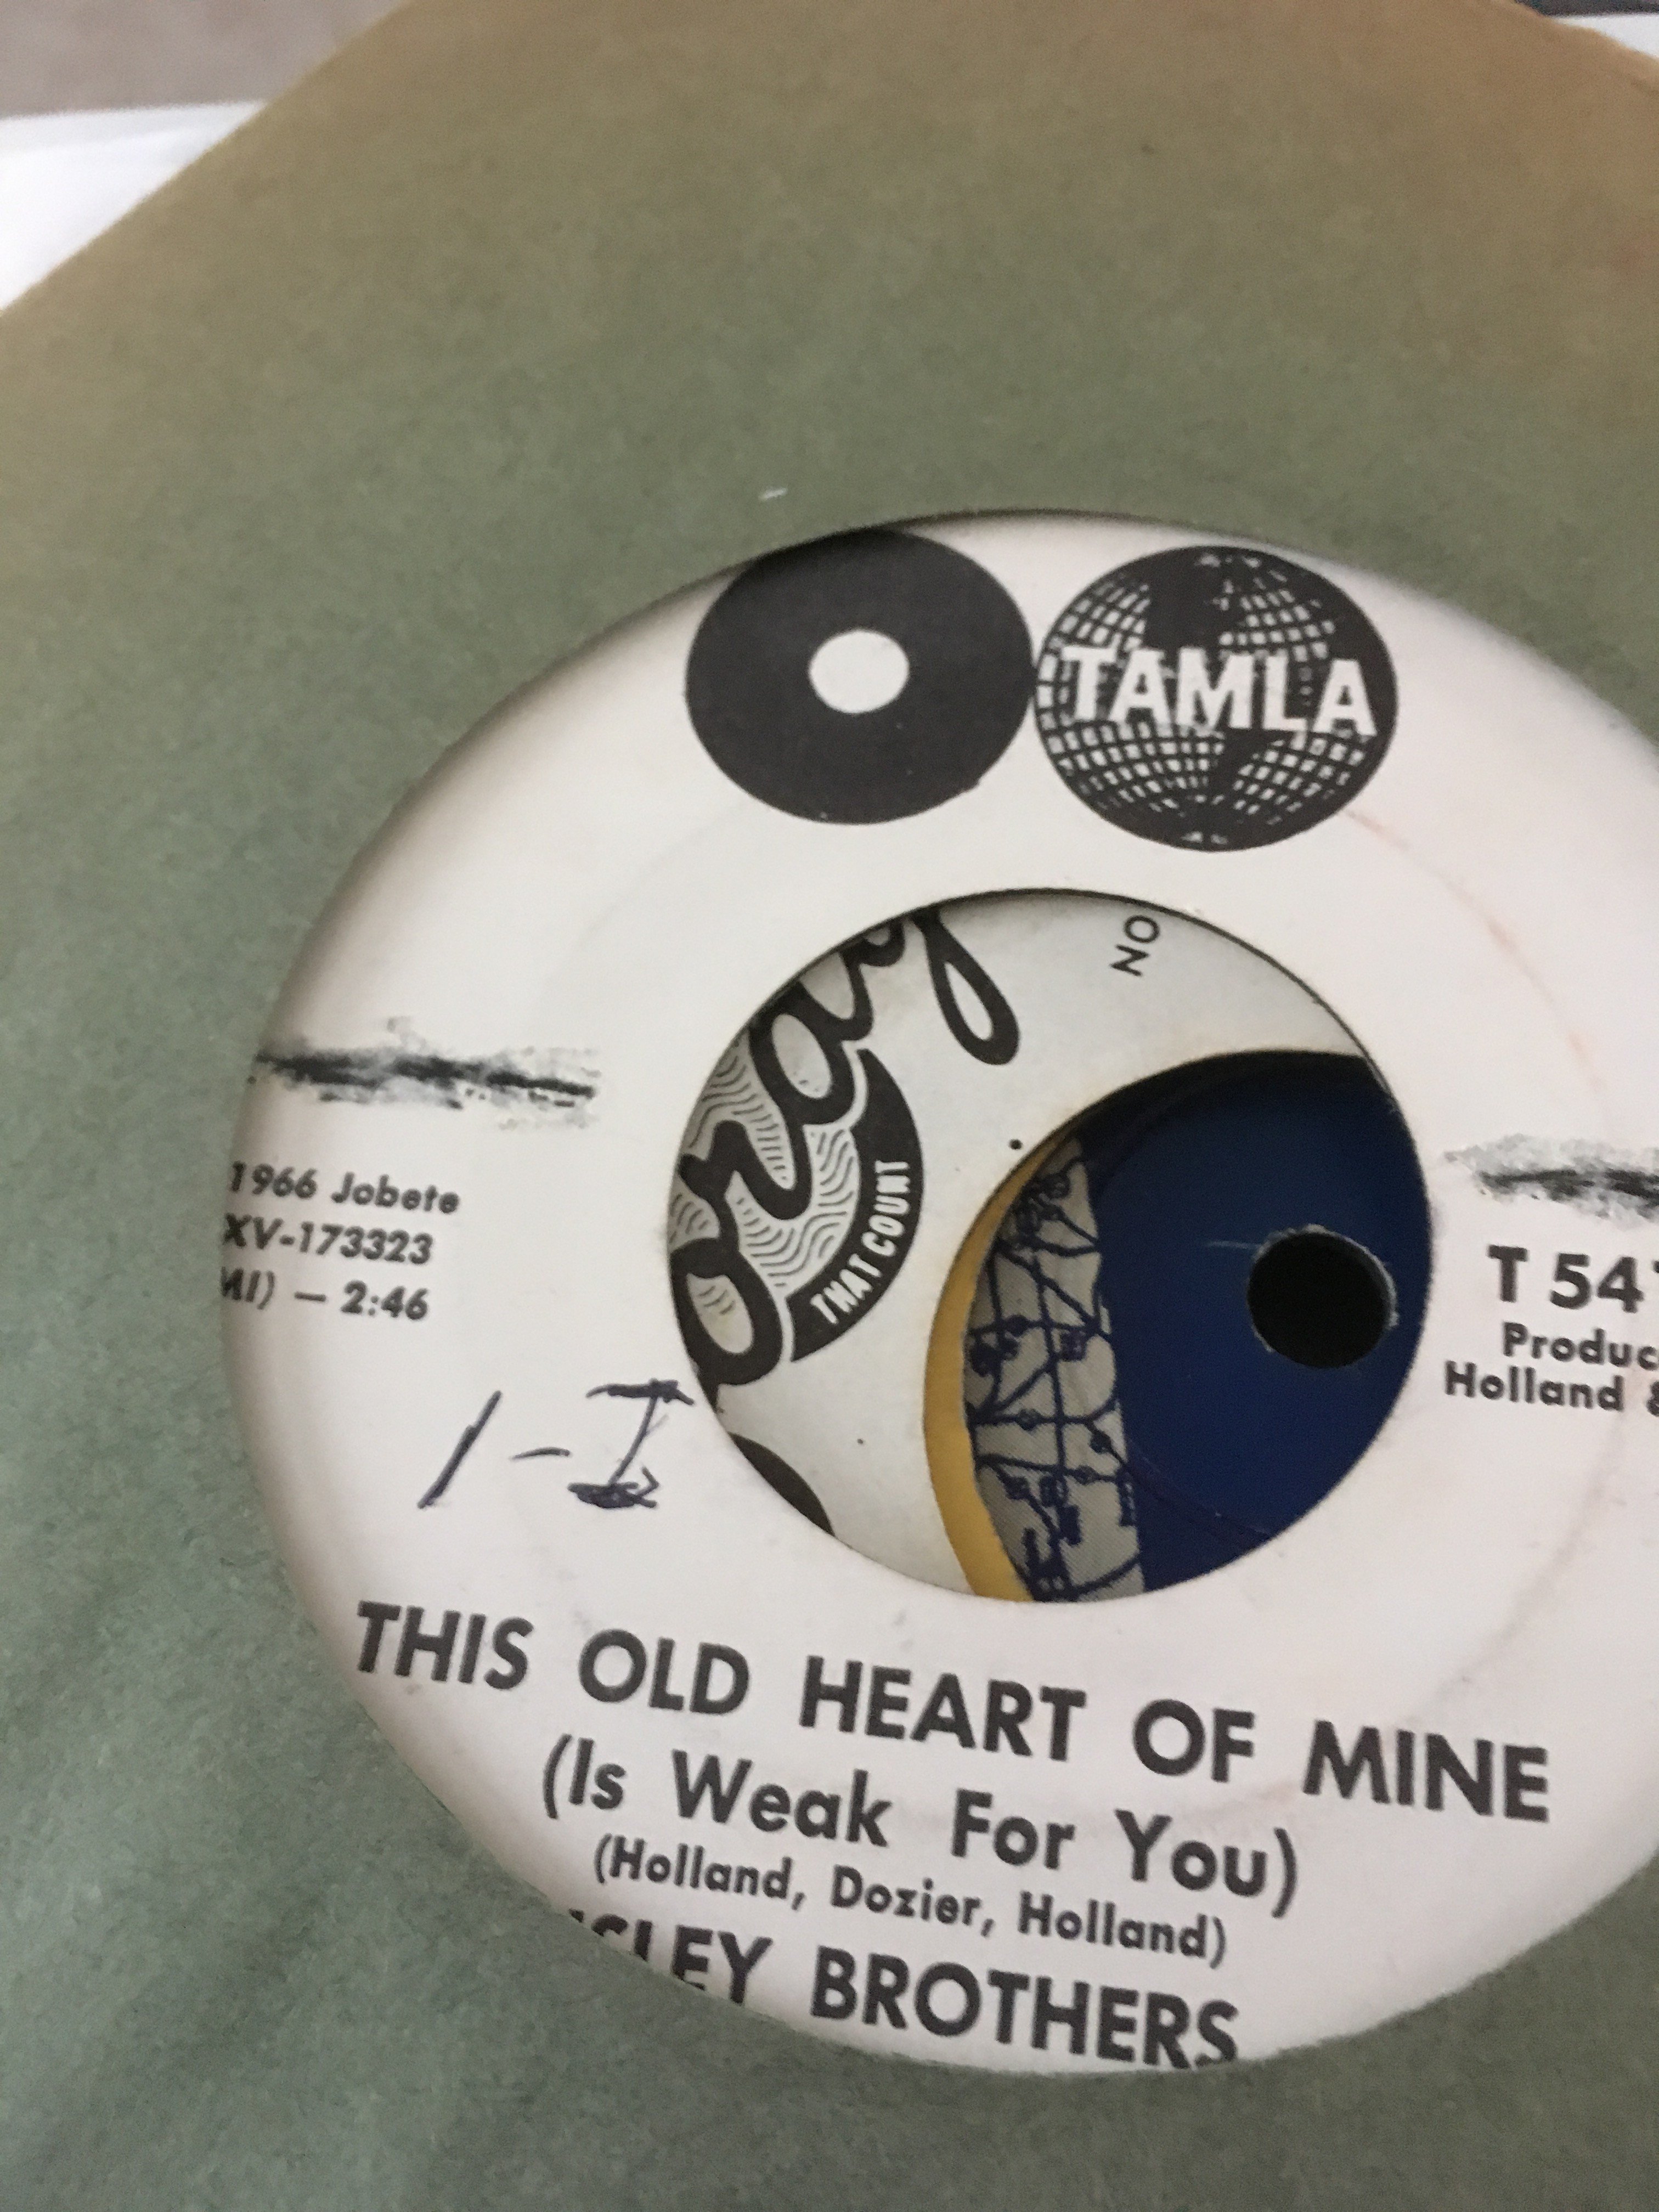 TAMLA
NO
THAT COUNT
1966 Jobete
XV-173323
MI) — 2:46
T 54
Produc
Holland &
1-I
THIS OLD HEART OF MINE
(Is Weak For You)
(Holland, Dozier, Holland)
ISLEY BROTHERS